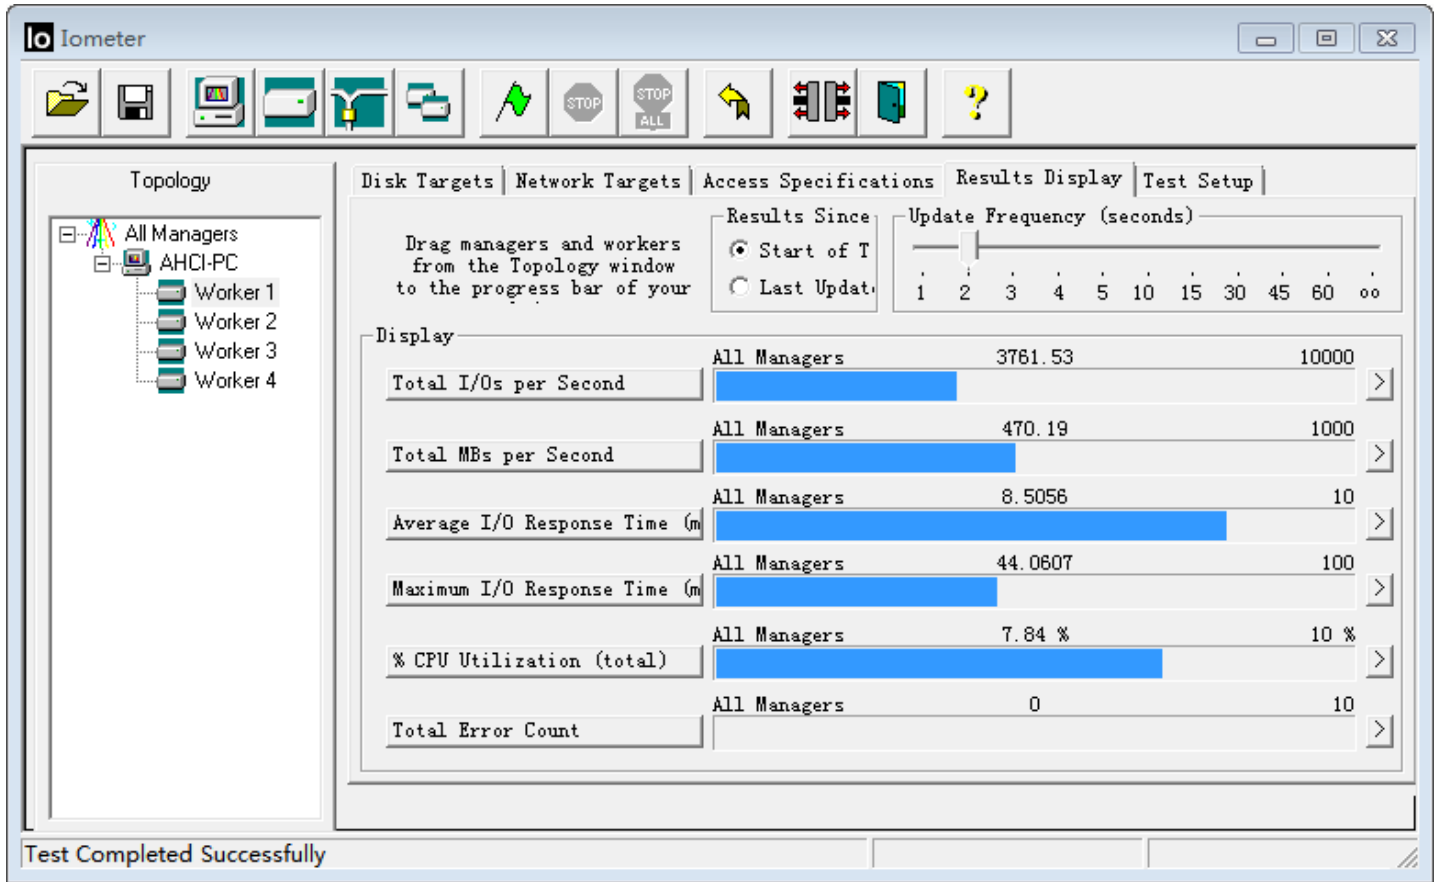 Io Iometer
STOP
STOP
ALL
Topology
All Managers
AHCI-PC
Worker 1
Worker 2
Worker 3
Worker 4
Disk Targets Network Targets Access Specifications Results Display Test Setup
Drag managers and workers
from the Topology window
to the progress bar of your
Results Since
Start of T
Last Updat
Update Frequency (seconds)
1 2 3 4 5 10 15 30 45 60 oo
Display
All Managers 3761.53 10000
Total I/Os per Second >
All Managers 470.19 1000
Total MBs per Second >
All Managers 8.5056 10
Average I/O Response Time (m >
All Managers 44.0607 100
Maximum I/O Response Time (m >
All Managers 7.84 % 10 %
% CPU Utilization (total) >
All Managers 0 10
Total Error Count >
Test Completed Successfully